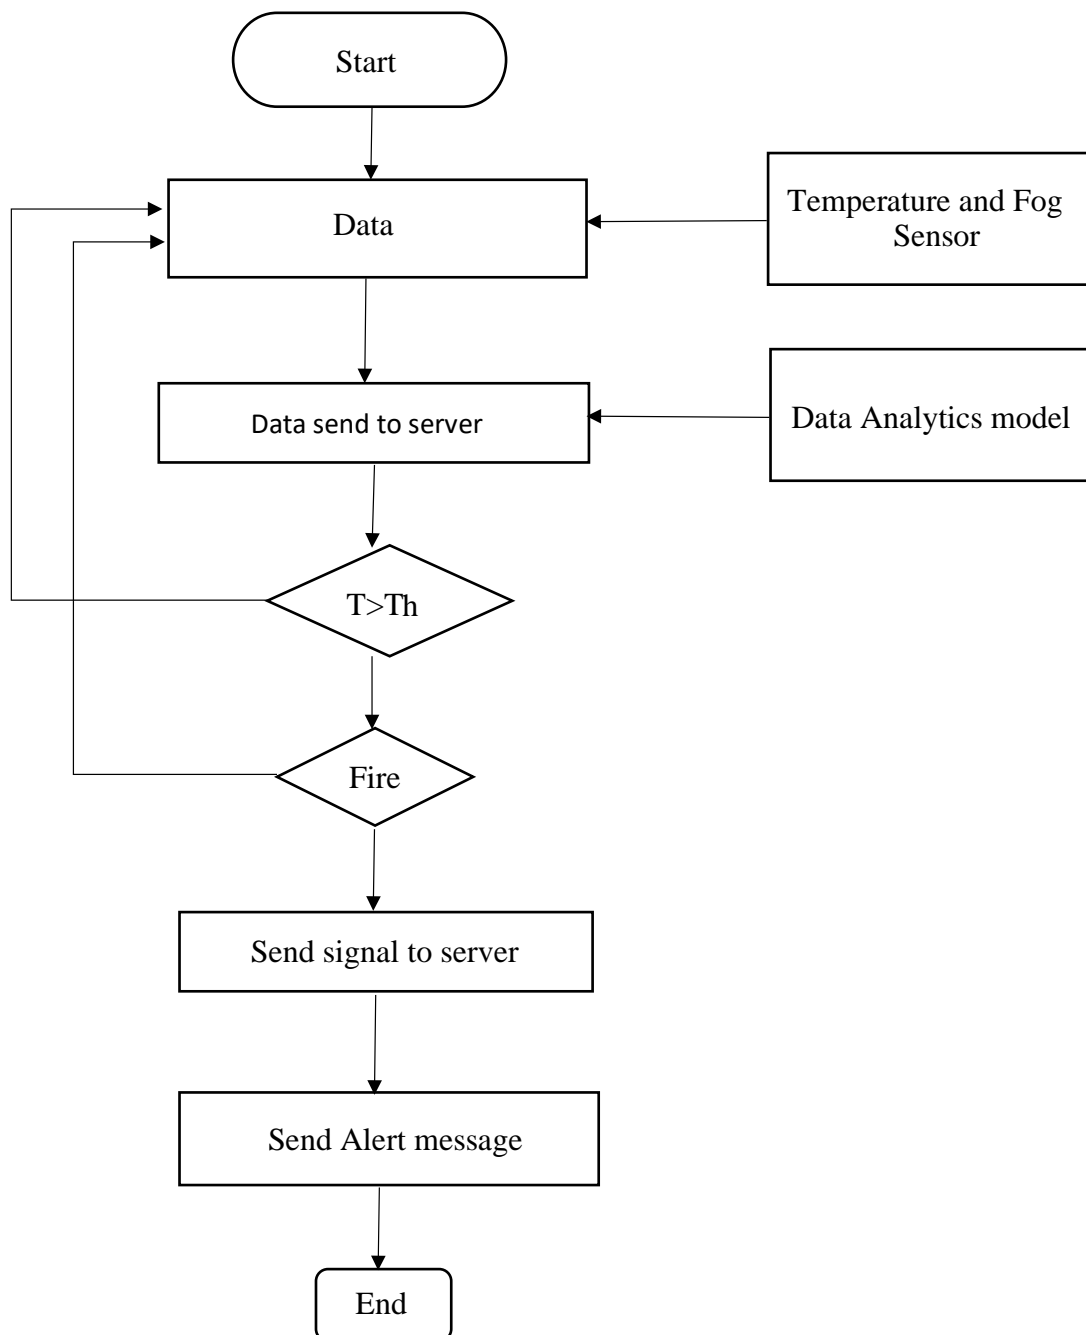 Start
Data
Temperature and Fog
Sensor
Data send to server
Data Analytics model
T>Th
Fire
Send signal to server
Send Alert message
End